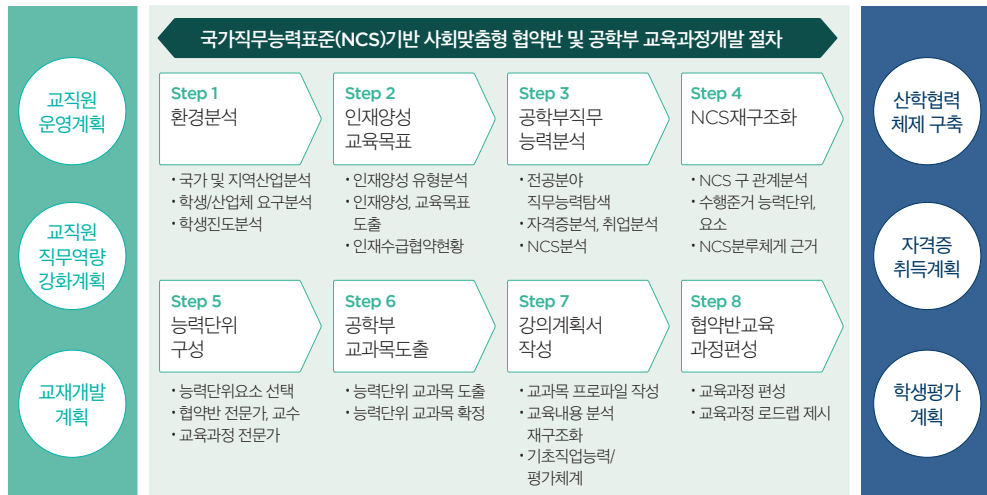 국가직무능력표준(NCS)기반 사회맞춤형 협약반 및 공학부 교육과정개발 절차
교직원
운영계획
교직원
직무역량
강화계획
교재개발
계획
Step 1
환경분석
• 국가 및 지역산업분석
• 학생/산업체 요구분석
• 학생진도분석
Step 2
인재양성
교육목표
• 인재양성 유형분석
• 인재양성, 교육목표
도출
• 인재수급협약현황
Step 3
공학부직무
능력분석
• 전공분야
직무능력탐색
• 자격증분석, 취업분석
• NCS분석
Step 4
NCS재구조화
• NCS 구 관계분석
• 수행준거 능력단위,
요소
• NCS분류체게 근거
Step 5
능력단위
구성
• 능력단위요소 선택
• 협약반 전문가, 교수
• 교육과정 전문가
Step 6
공학부
교과목도출
• 능력단위 교과목 도출
• 능력단위 교과목 확정
Step 7
강의계획서
작성
• 교과목 프로파일 작성
• 교육내용 분석
재구조화
• 기초직업능력/
평가체계
Step 8
협약반교육
과정편성
• 교육과정 편성
• 교육과정 로드랩 제시
산학협력
체제 구축
자격증
취득계획
학생평가
계획